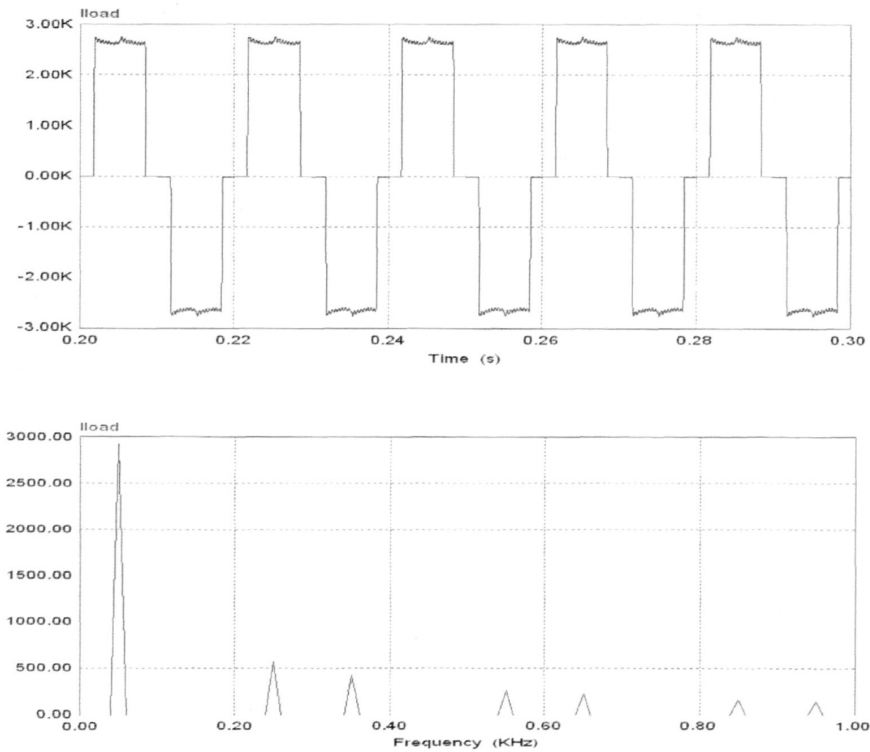 Iload
3.00K
2.00K
1.00K
0.00K
-1.00K
-2.00K
-3.00K
0.20 0.22 0.24 0.26 0.28 0.30
Time (s)
Iload
3000.00
2500.00
2000.00
1500.00
1000.00
500.00
0.00
0.00 0.20 0.40 0.60 0.80 1.00
Frequency (KHz)